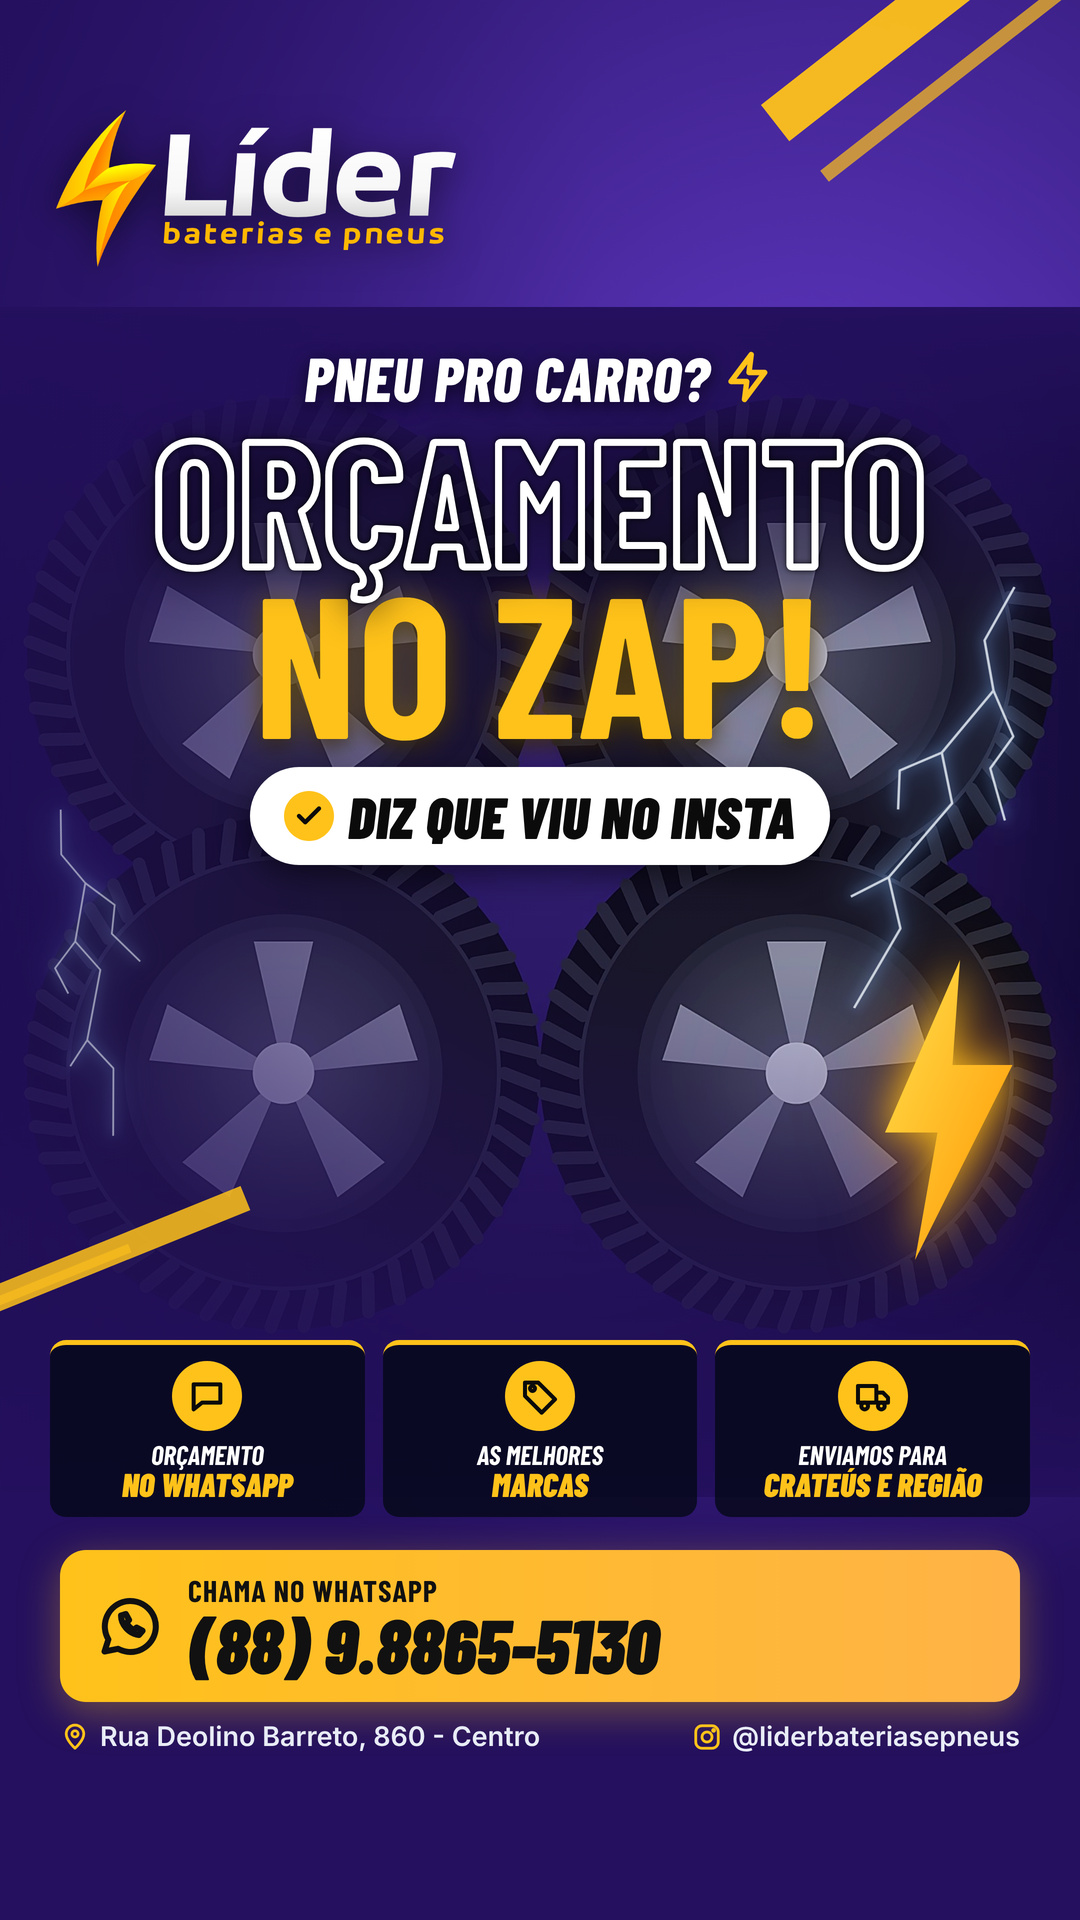 Líder
baterias e pneus
PNEU PRO CARRO?
ORÇAMENTO
NO ZAP!
DIZ QUE VIU NO INSTA
ORÇAMENTO
NO WHATSAPP
AS MELHORES
MARCAS
ENVIAMOS PARA
CRATEÚS E REGIÃO
CHAMA NO WHATSAPP
(88) 9.8865-5130
Rua Deolino Barreto, 860 - Centro
@liderbateriasepneus